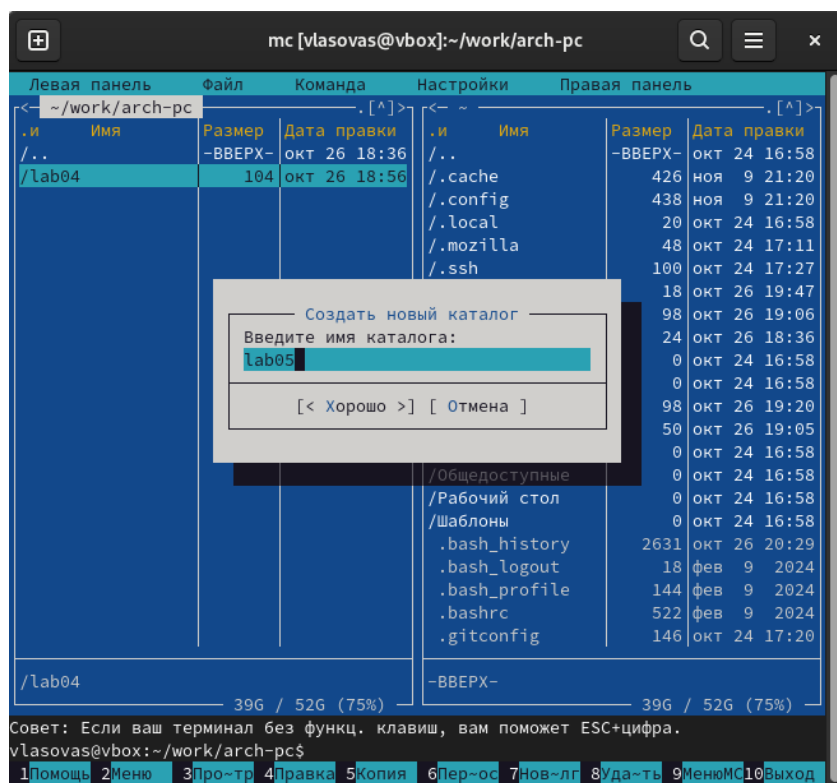 mc [vlasovas@vbox]:~/work/arch-pc
Левая панель Файл Команда Настройки Правая панель
<─ ~/work/arch-pc ─.[^]>
.и Имя Размер Дата правки
/.. -ВВЕРХ- окт 26 18:36
/lab04 104 окт 26 18:56
/lab04
39G / 52G (75%)
<─ ~ ─.[^]>
.и Имя Размер Дата правки
/.. -ВВЕРХ- окт 24 16:58
/.cache 426 ноя 9 21:20
/.config 438 ноя 9 21:20
/.local 20 окт 24 16:58
/.mozilla 48 окт 24 17:11
/.ssh 100 окт 24 17:27
18 окт 26 19:47
98 окт 26 19:06
24 окт 26 18:36
0 окт 24 16:58
0 окт 24 16:58
98 окт 26 19:20
50 окт 26 19:05
0 окт 24 16:58
/Общедоступные 0 окт 24 16:58
/Рабочий стол 0 окт 24 16:58
/Шаблоны 0 окт 24 16:58
.bash_history 2631 окт 26 20:29
.bash_logout 18 фев 9 2024
.bash_profile 144 фев 9 2024
.bashrc 522 фев 9 2024
.gitconfig 146 окт 24 17:20
-ВВЕРХ-
39G / 52G (75%)
Создать новый каталог
Введите имя каталога:
lab05
[< Хорошо >] [ Отмена ]
Совет: Если ваш терминал без функц. клавиш, вам поможет ESC+цифра.
vlasovas@vbox:~/work/arch-pc$
1Помощь 2Меню 3Про~тр 4Правка 5Копия 6Пер~ос 7Нов~лг 8Уда~ть 9МенюMC10Выход